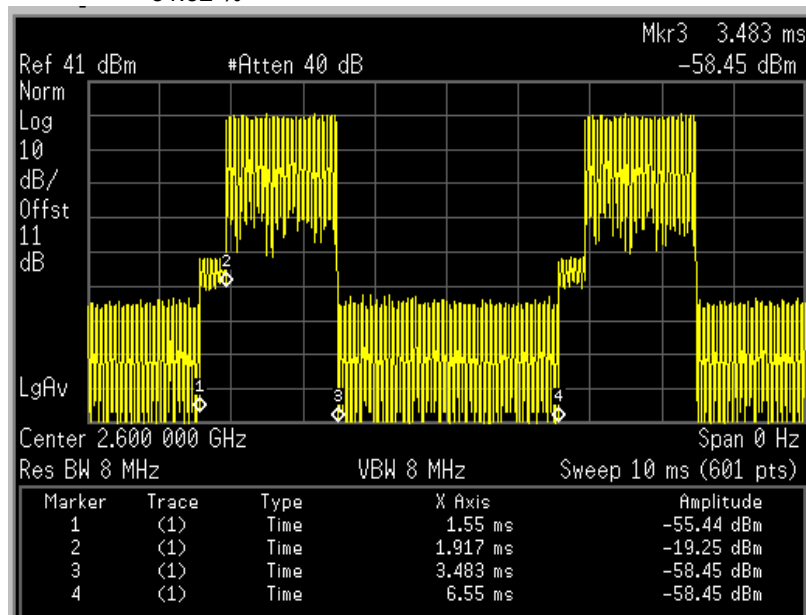 Mkr3 3.483 ms
Ref 41 dBm #Atten 40 dB -58.45 dBm
Norm
Log
10
dB/
Offst
11
dB
2
1
3
4
LgAv
Center 2.600 000 GHz Span 0 Hz
Res BW 8 MHz VBW 8 MHz Sweep 10 ms (601 pts)
Marker Trace Type X Axis Amplitude
1 (1) Time 1.55 ms -55.44 dBm
2 (1) Time 1.917 ms -19.25 dBm
3 (1) Time 3.483 ms -58.45 dBm
4 (1) Time 6.55 ms -58.45 dBm